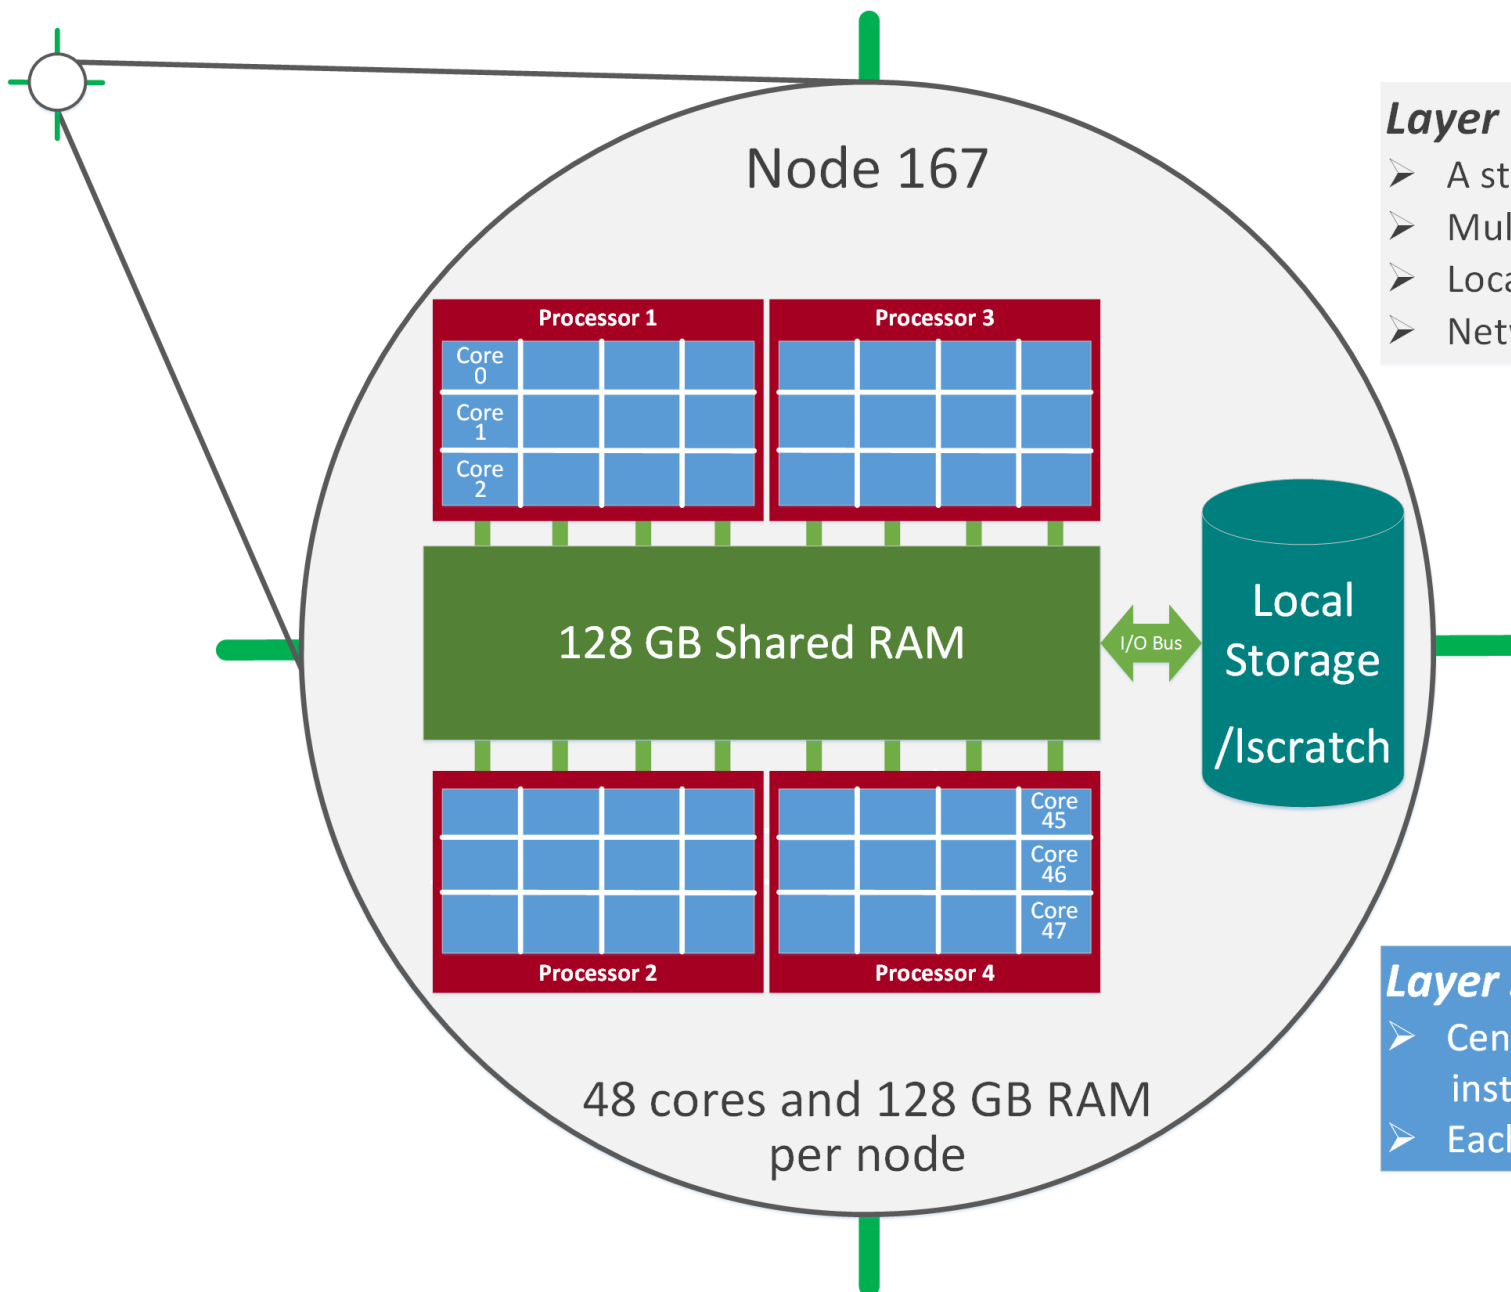 Node 167
Processor 1
Core
0
Core
1
Core
2
Processor 3
128 GB Shared RAM
I/O Bus
Local
Storage
/lscratch
Core
45
Core
46
Core
47
Processor 2
Processor 4
48 cores and 128 GB RAM
per node
Layer
A
Layer